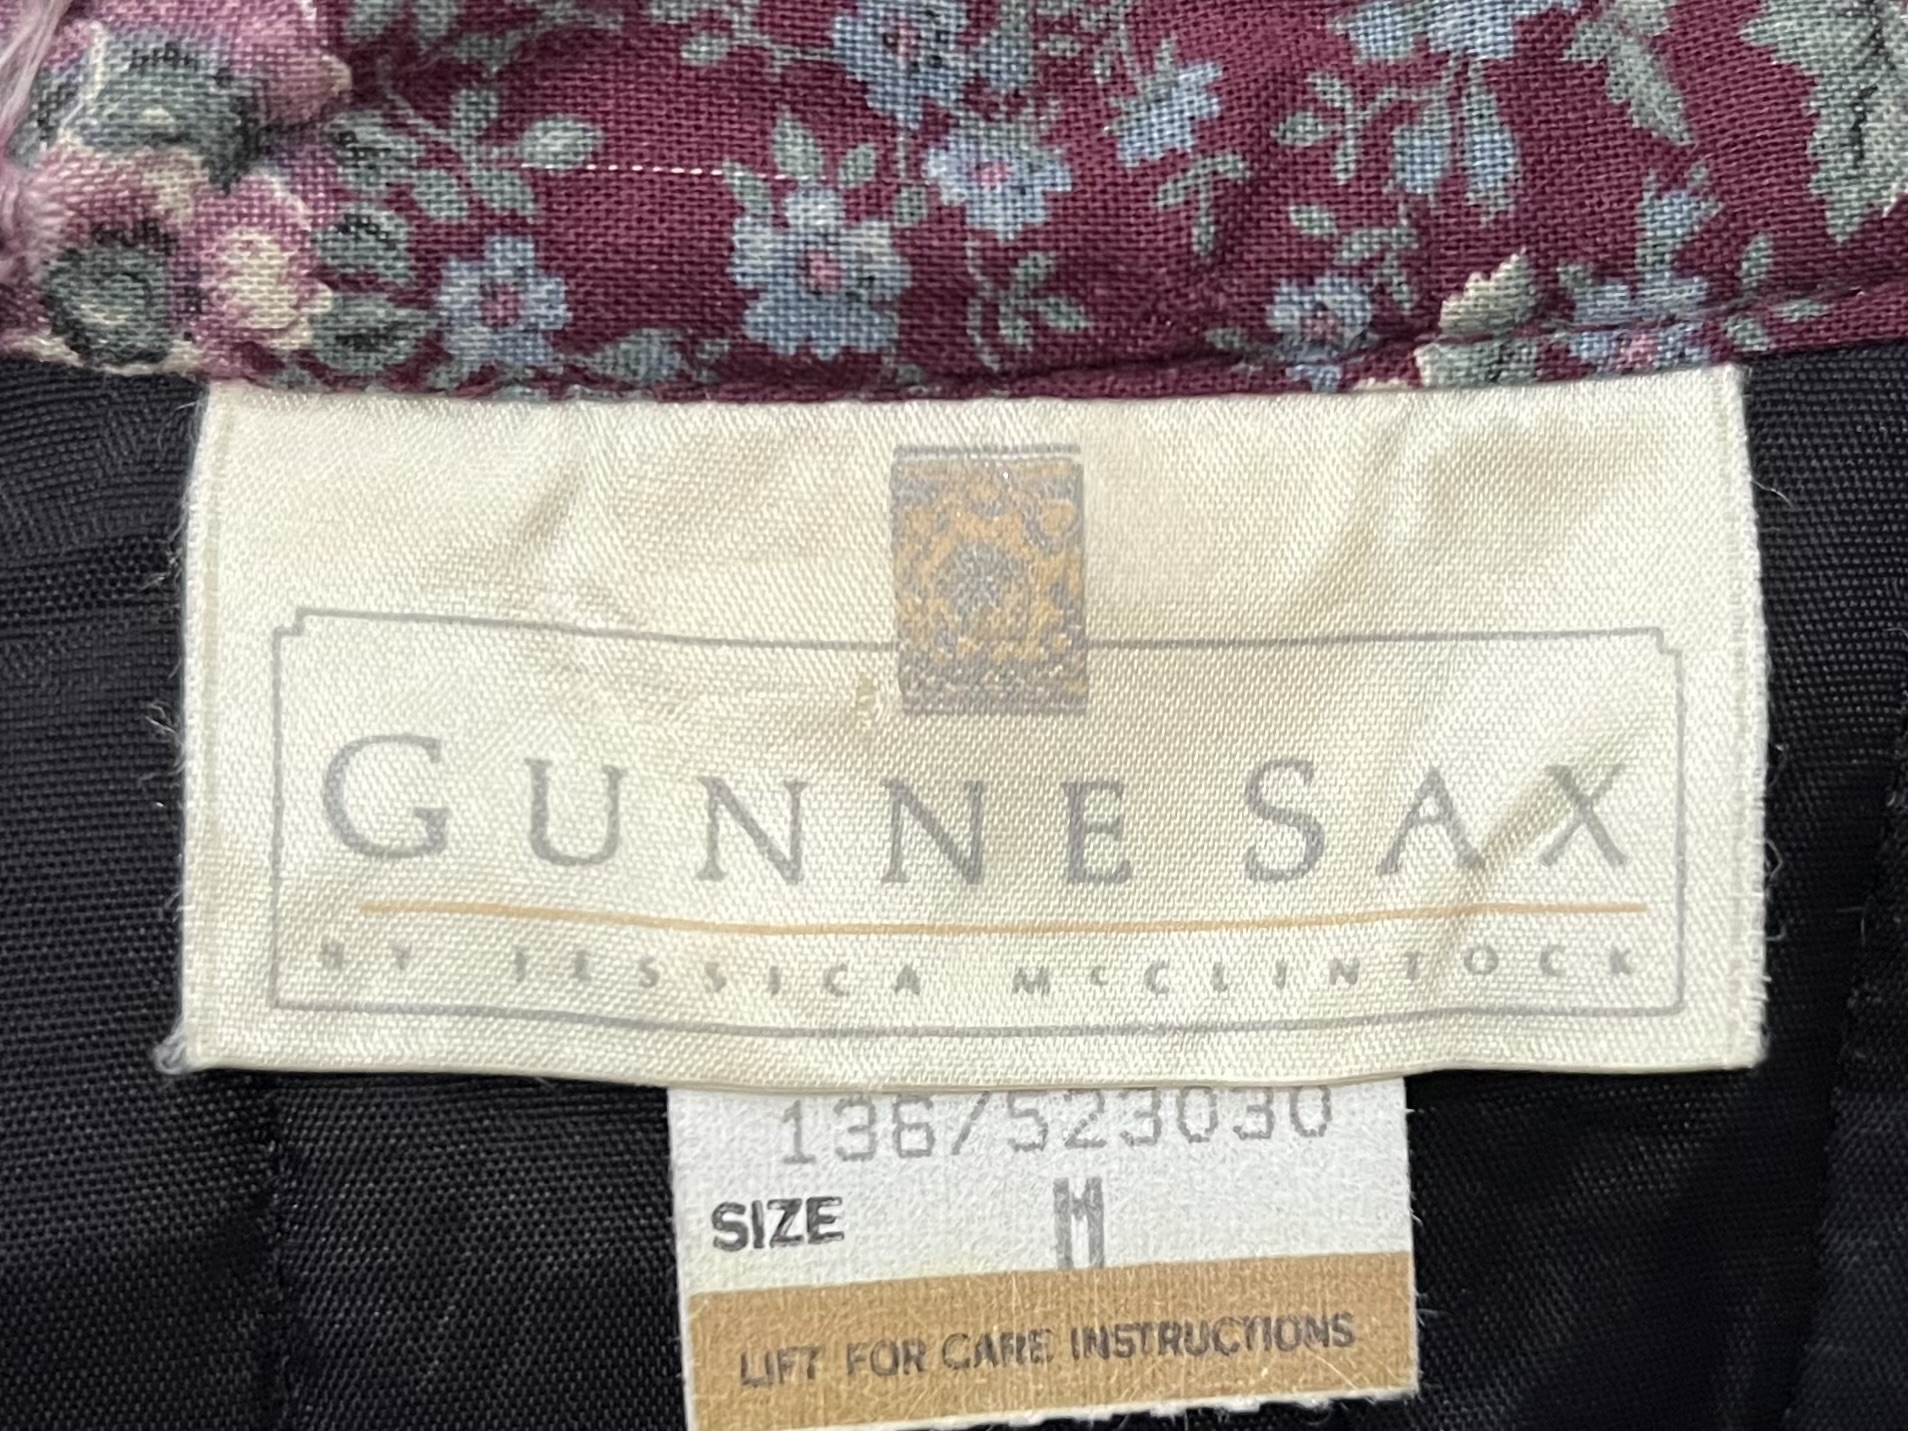 GUNNE SAX
BY JESSICA McCLINTOCK
136/523030
SIZE M
LIFT FOR CARE INSTRUCTIONS